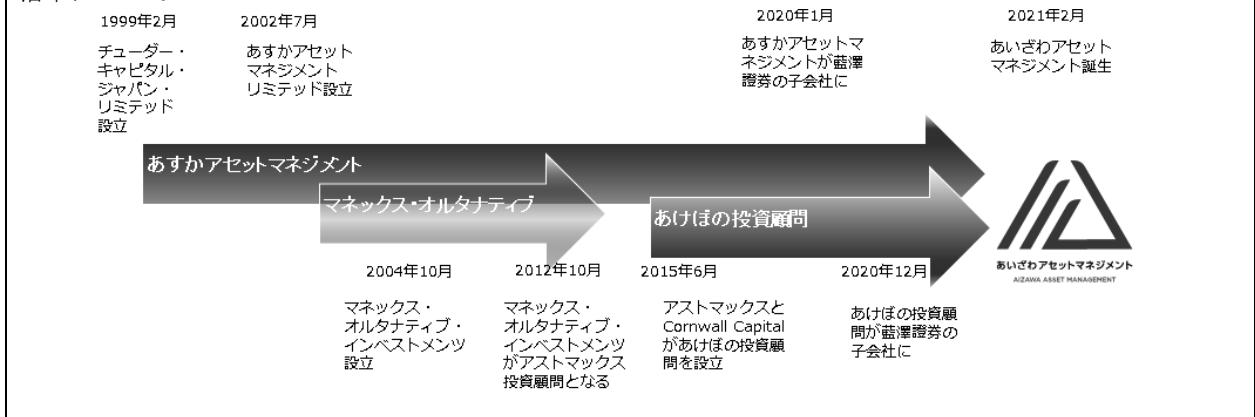 1999年2月
チューダー・
キャピタル・
ジャパン・
リミテッド
設立
2002年7月
あすかアセット
マネジメント
リミテッド設立
2020年1月
あすかアセットマ
ネジメントが藍澤
證券の子会社に
2021年2月
あいざわアセット
マネジメント誕生
あすかアセットマネジメント
マネックス・オルタナティブ
あけぼの投資顧問
あいざわアセットマネジメント
AIZAWA ASSET MANAGEMENT
2004年10月
マネックス・
オルタナティブ・
インベストメンツ
設立
2012年10月
マネックス・
オルタナティブ・
インベストメンツ
がアストマックス
投資顧問となる
2015年6月
アストマックスと
Cornwall Capital
があけぼの投資顧
問を設立
2020年12月
あけぼの投資顧
問が藍澤證券の
子会社に